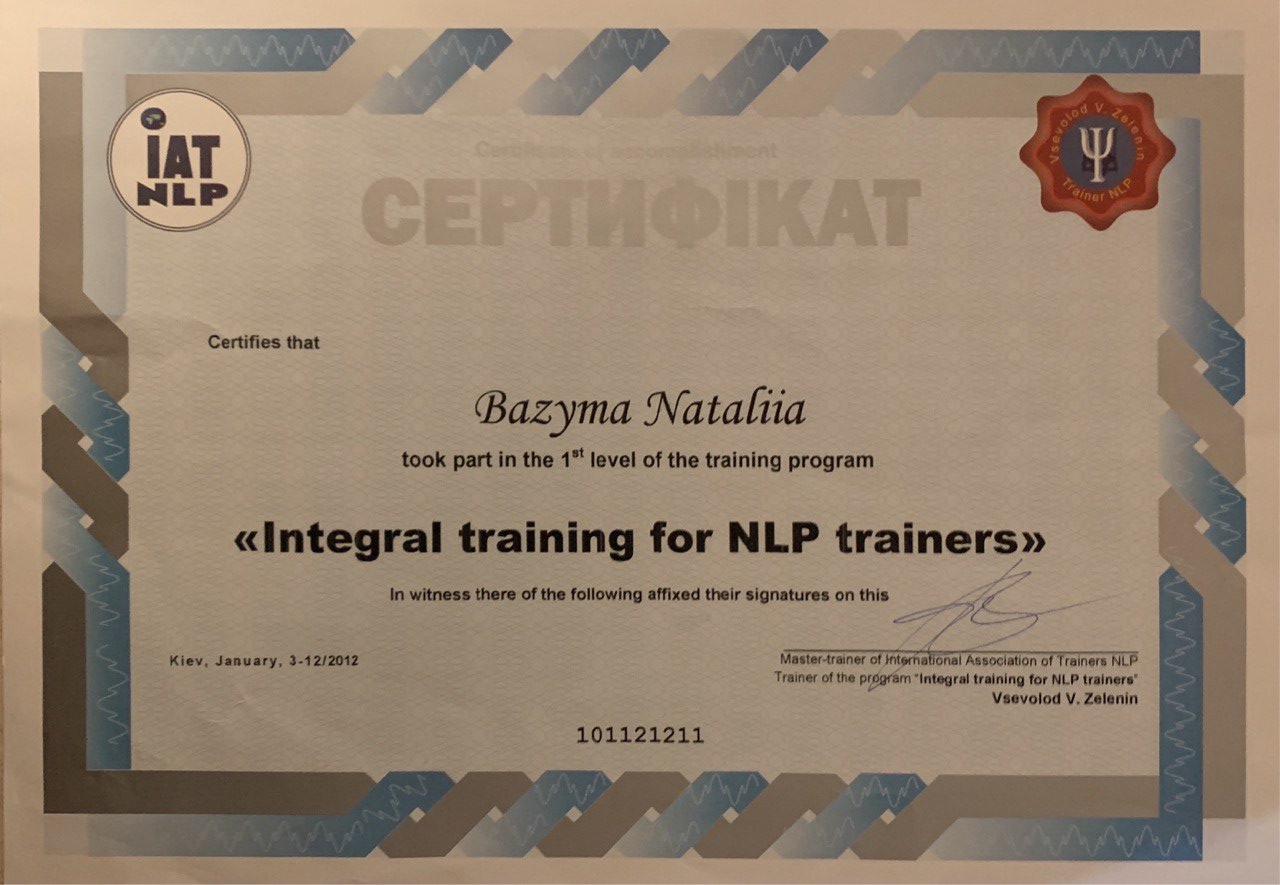 iAT
NLP
Vsevolod V. Zelenin
Trainer NLP
Certificate of accomplishment
СЕРТИФІКАТ
Certifies that
Bazyma Nataliia
took part in the 1st level of the training program
«Integral training for NLP trainers»
In witness there of the following affixed their signatures on this
Kiev, January, 3-12/2012
Master-trainer of International Association of Trainers NLP
Trainer of the program "Integral training for NLP trainers"
Vsevolod V. Zelenin
101121211